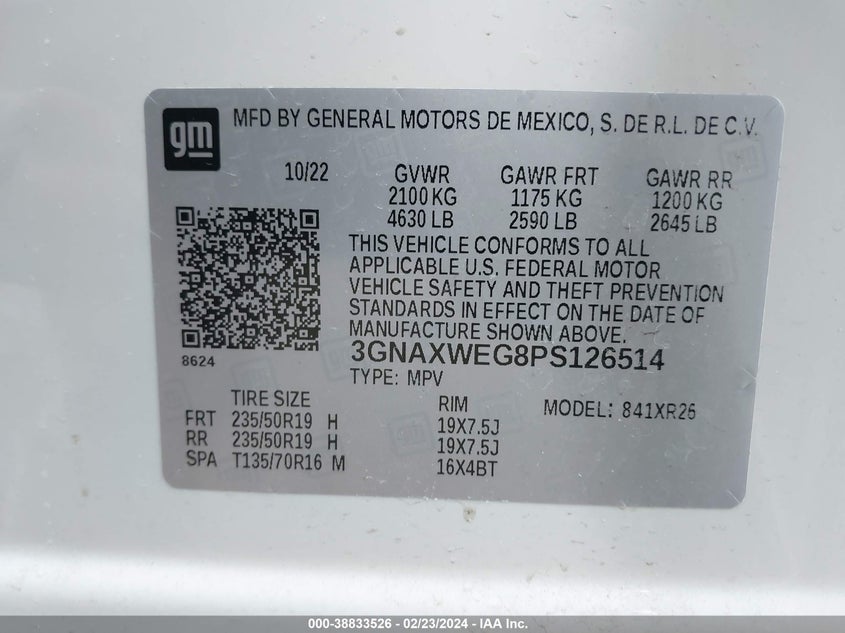 gm
MFD BY GENERAL MOTORS DE MEXICO, S. DE R.L. DE C.V.
10/22 GVWR GAWR FRT GAWR RR
2100 KG 1175 KG 1200 KG
4630 LB 2590 LB 2645 LB
THIS VEHICLE CONFORMS TO ALL
APPLICABLE U.S. FEDERAL MOTOR
VEHICLE SAFETY AND THEFT PREVENTION
STANDARDS IN EFFECT ON THE DATE OF
MANUFACTURE SHOWN ABOVE.
8624
3GNAXWEG8PS126514
TYPE: MPV
TIRE SIZE RIM MODEL: 841XR26
FRT 235/50R19 H 19X7.5J
RR 235/50R19 H 19X7.5J
SPA T135/70R16 M 16X4BT
000-38833526 - 02/23/2024 - IAA Inc.